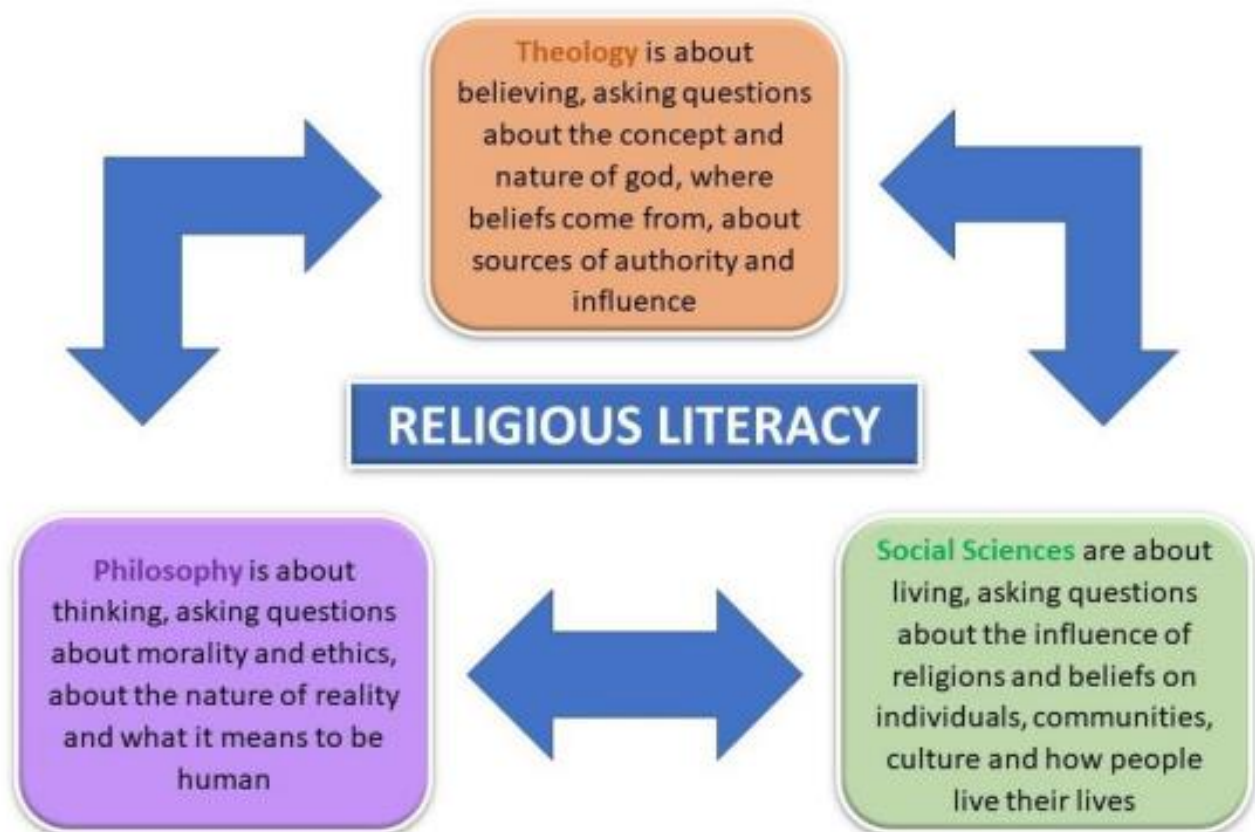 Theology is about
believing, asking questions
about the concept and
nature of god, where
beliefs come from, about
sources of authority and
influence
RELIGIOUS LITERACY
Philosophy is about
thinking, asking questions
about morality and ethics,
about the nature of reality
and what it means to be
human
Social Sciences are about
living, asking questions
about the influence of
religions and beliefs on
individuals, communities,
culture and how people
live their lives